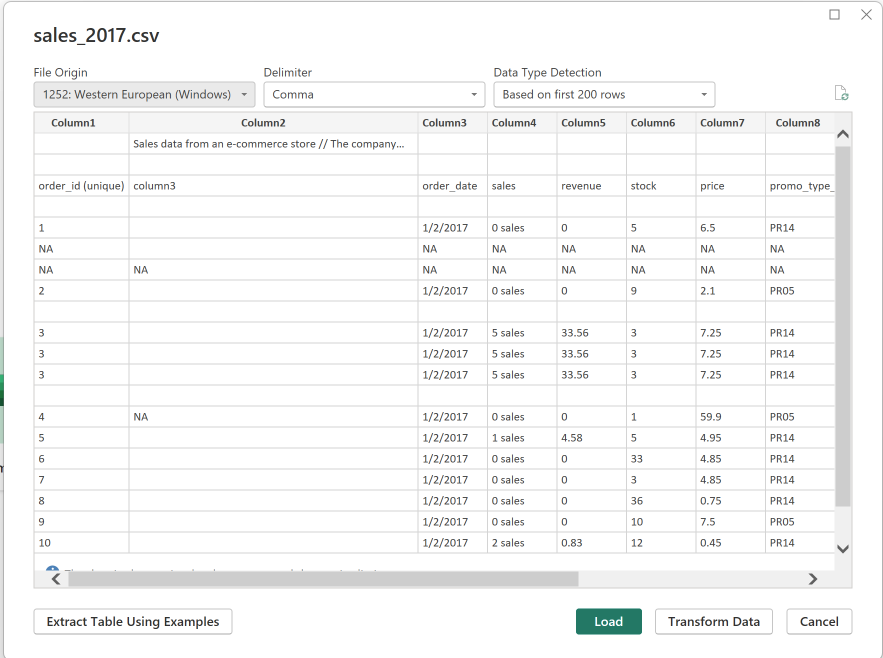 sales_2017.csv
File Origin Delimiter Data Type Detection
1252: Western European (Windows) Comma Based on first 200 rows
Column1 Column2 Column3 Column4 Column5 Column6 Column7 Column8
Sales data from an e-commerce store // The company...
order_id (unique) column3 order_date sales revenue stock price promo_type_
1 1/2/2017 0 sales 0 5 6.5 PR14
NA NA NA NA NA NA NA
NA NA NA NA NA NA NA NA
2 1/2/2017 0 sales 0 9 2.1 PR05
3 1/2/2017 5 sales 33.56 3 7.25 PR14
3 1/2/2017 5 sales 33.56 3 7.25 PR14
3 1/2/2017 5 sales 33.56 3 7.25 PR14
4 NA 1/2/2017 0 sales 0 1 59.9 PR05
5 1/2/2017 1 sales 4.58 5 4.95 PR14
6 1/2/2017 0 sales 0 33 4.85 PR14
7 1/2/2017 0 sales 0 3 4.85 PR14
8 1/2/2017 0 sales 0 36 0.75 PR14
9 1/2/2017 0 sales 0 10 7.5 PR05
10 1/2/2017 2 sales 0.83 12 0.45 PR14
Extract Table Using Examples Load Transform Data Cancel